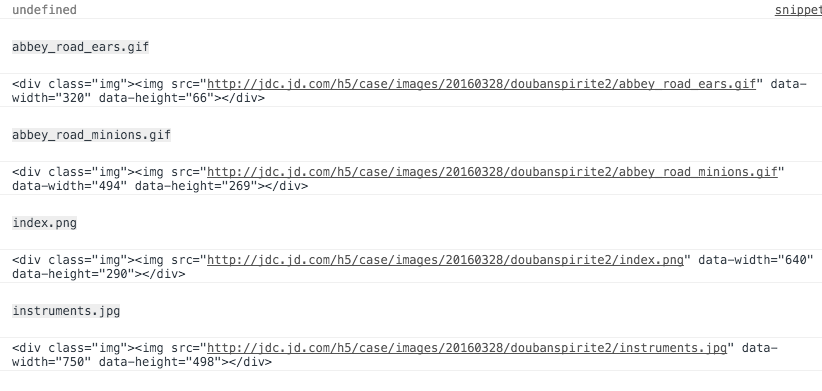 undefined snippet
abbey_road_ears.gif
<div class="img"><img src="http://jdc.jd.com/h5/case/images/20160328/doubanspirite2/abbey_road_ears.gif" data-
width="320" data-height="66"></div>
abbey_road_minions.gif
<div class="img"><img src="http://jdc.jd.com/h5/case/images/20160328/doubanspirite2/abbey_road_minions.gif"
data-width="494" data-height="269"></div>
index.png
<div class="img"><img src="http://jdc.jd.com/h5/case/images/20160328/doubanspirite2/index.png" data-width="640"
data-height="290"></div>
instruments.jpg
<div class="img"><img src="http://jdc.jd.com/h5/case/images/20160328/doubanspirite2/instruments.jpg" data-
width="750" data-height="498"></div>